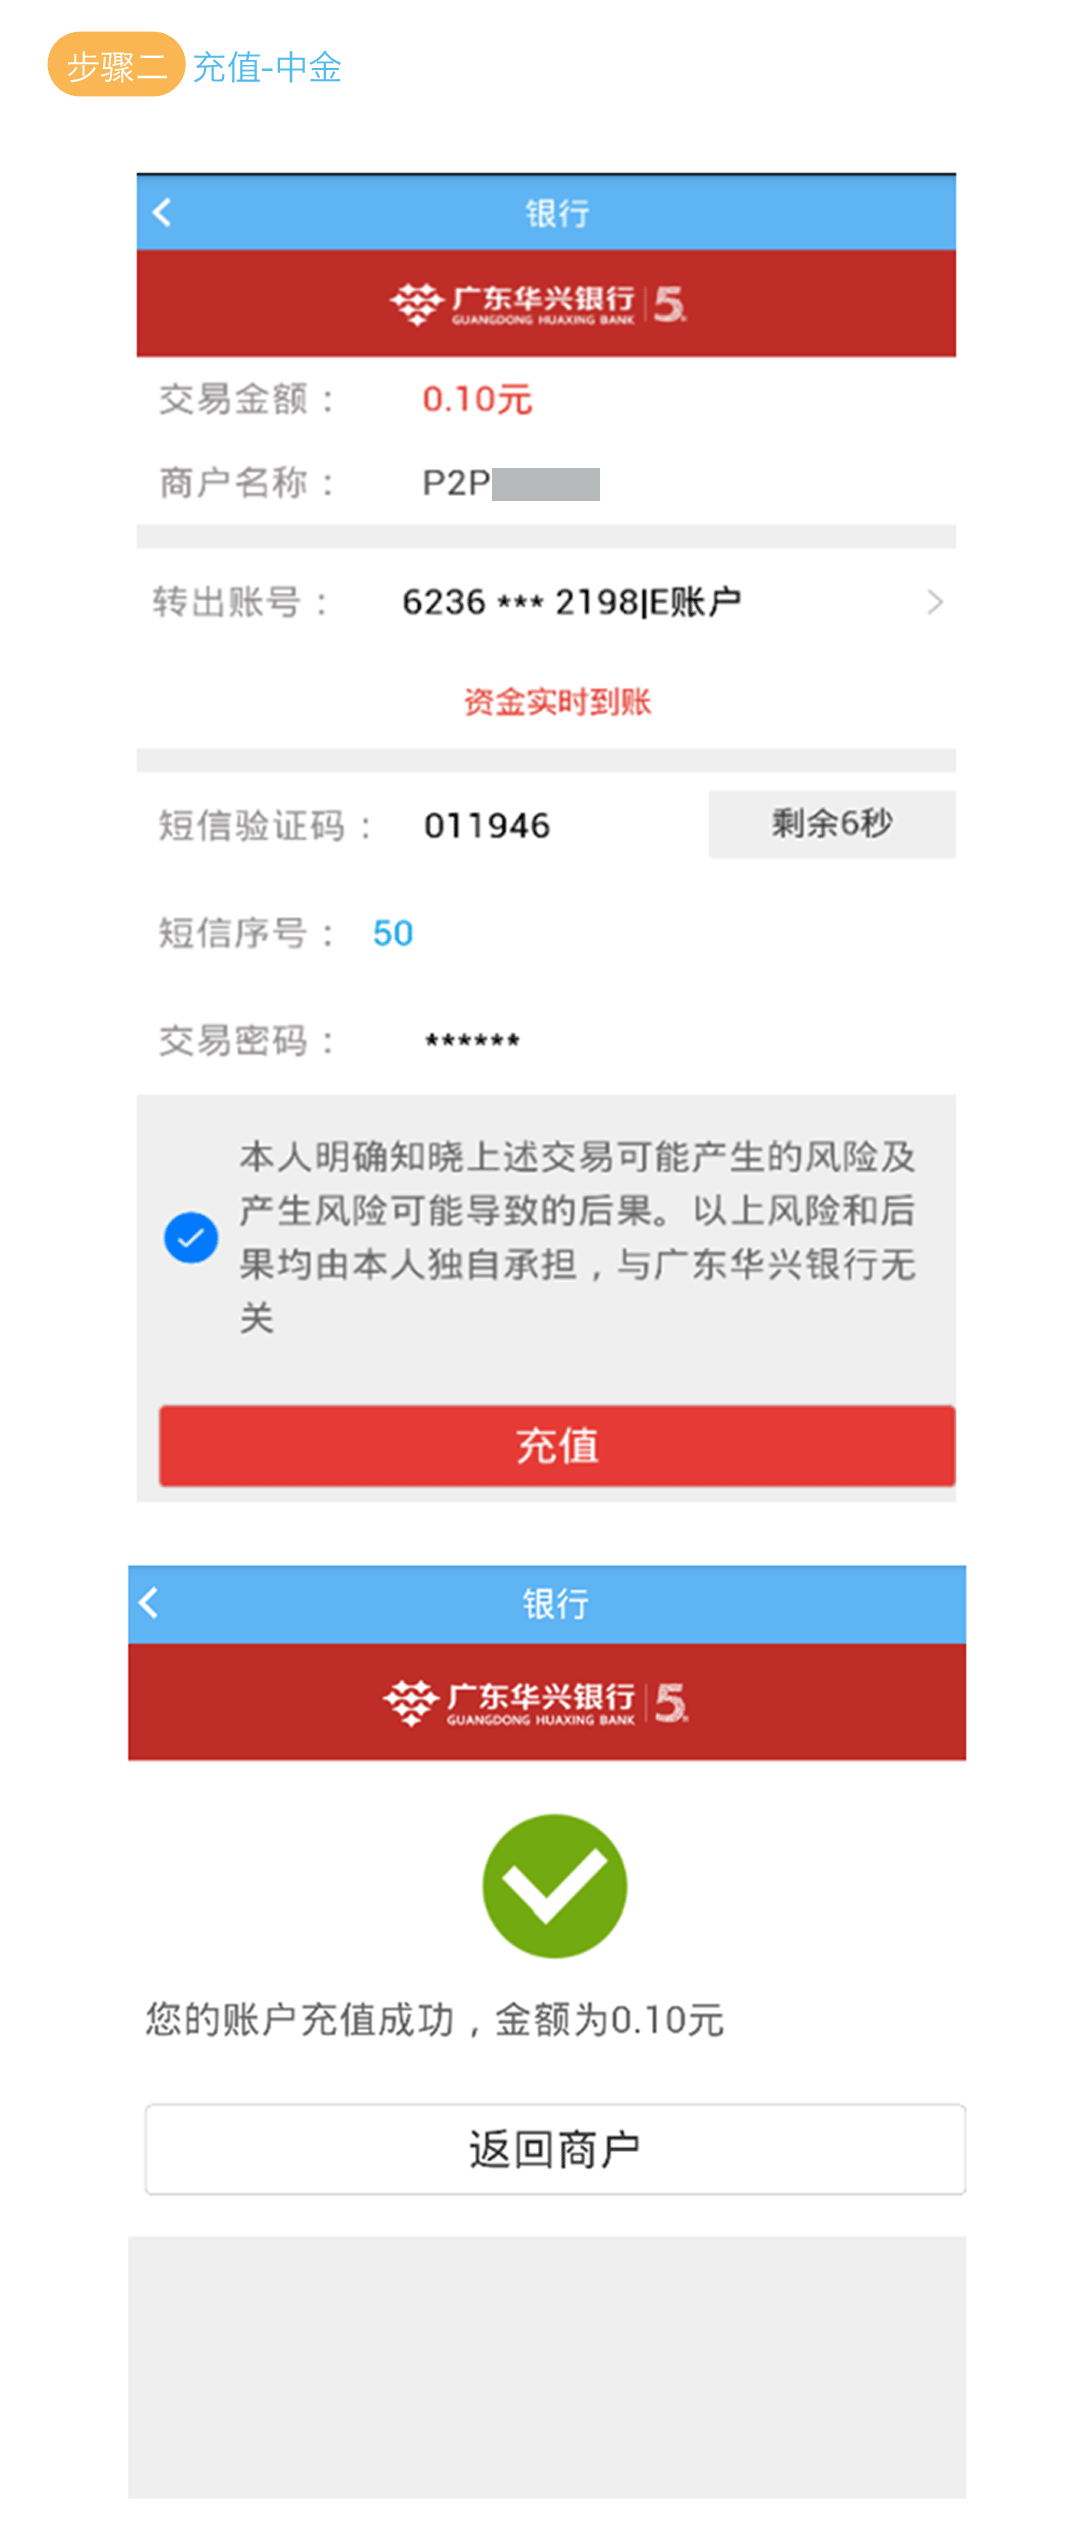 步骤二 充值-中金
银行
广东华兴银行 5
GUANGDONG HUAXING BANK
交易金额： 0.10元
商户名称： P2P
转出账号： 6236 *** 2198|E账户
资金实时到账
短信验证码： 011946 剩余6秒
短信序号： 50
交易密码： ******
本人明确知晓上述交易可能产生的风险及
产生风险可能导致的后果。以上风险和后
果均由本人独自承担，与广东华兴银行无
关
充值
银行
广东华兴银行 5
GUANGDONG HUAXING BANK
您的账户充值成功，金额为0.10元
返回商户